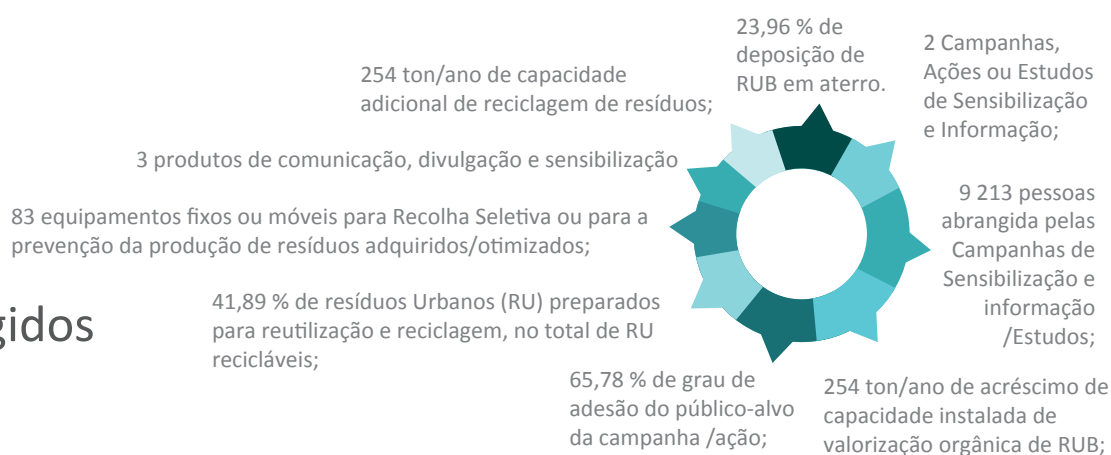 23,96 % de
deposição de
RUB em aterro.
2 Campanhas,
Ações ou Estudos
de Sensibilização
e Informação;
9 213 pessoas
abrangida pelas
Campanhas de
Sensibilização e
informação
/Estudos;
254 ton/ano de acréscimo de
capacidade instalada de
valorização orgânica de RUB;
65,78 % de grau de
adesão do público-alvo
da campanha /ação;
41,89 % de resíduos Urbanos (RU) preparados
para reutilização e reciclagem, no total de RU
recicláveis;
83 equipamentos fixos ou móveis para Recolha Seletiva ou para a
prevenção da produção de resíduos adquiridos/otimizados;
3 produtos de comunicação, divulgação e sensibilização
254 ton/ano de capacidade
adicional de reciclagem de resíduos;
gidos